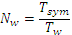 N_w = T_sym / T_w